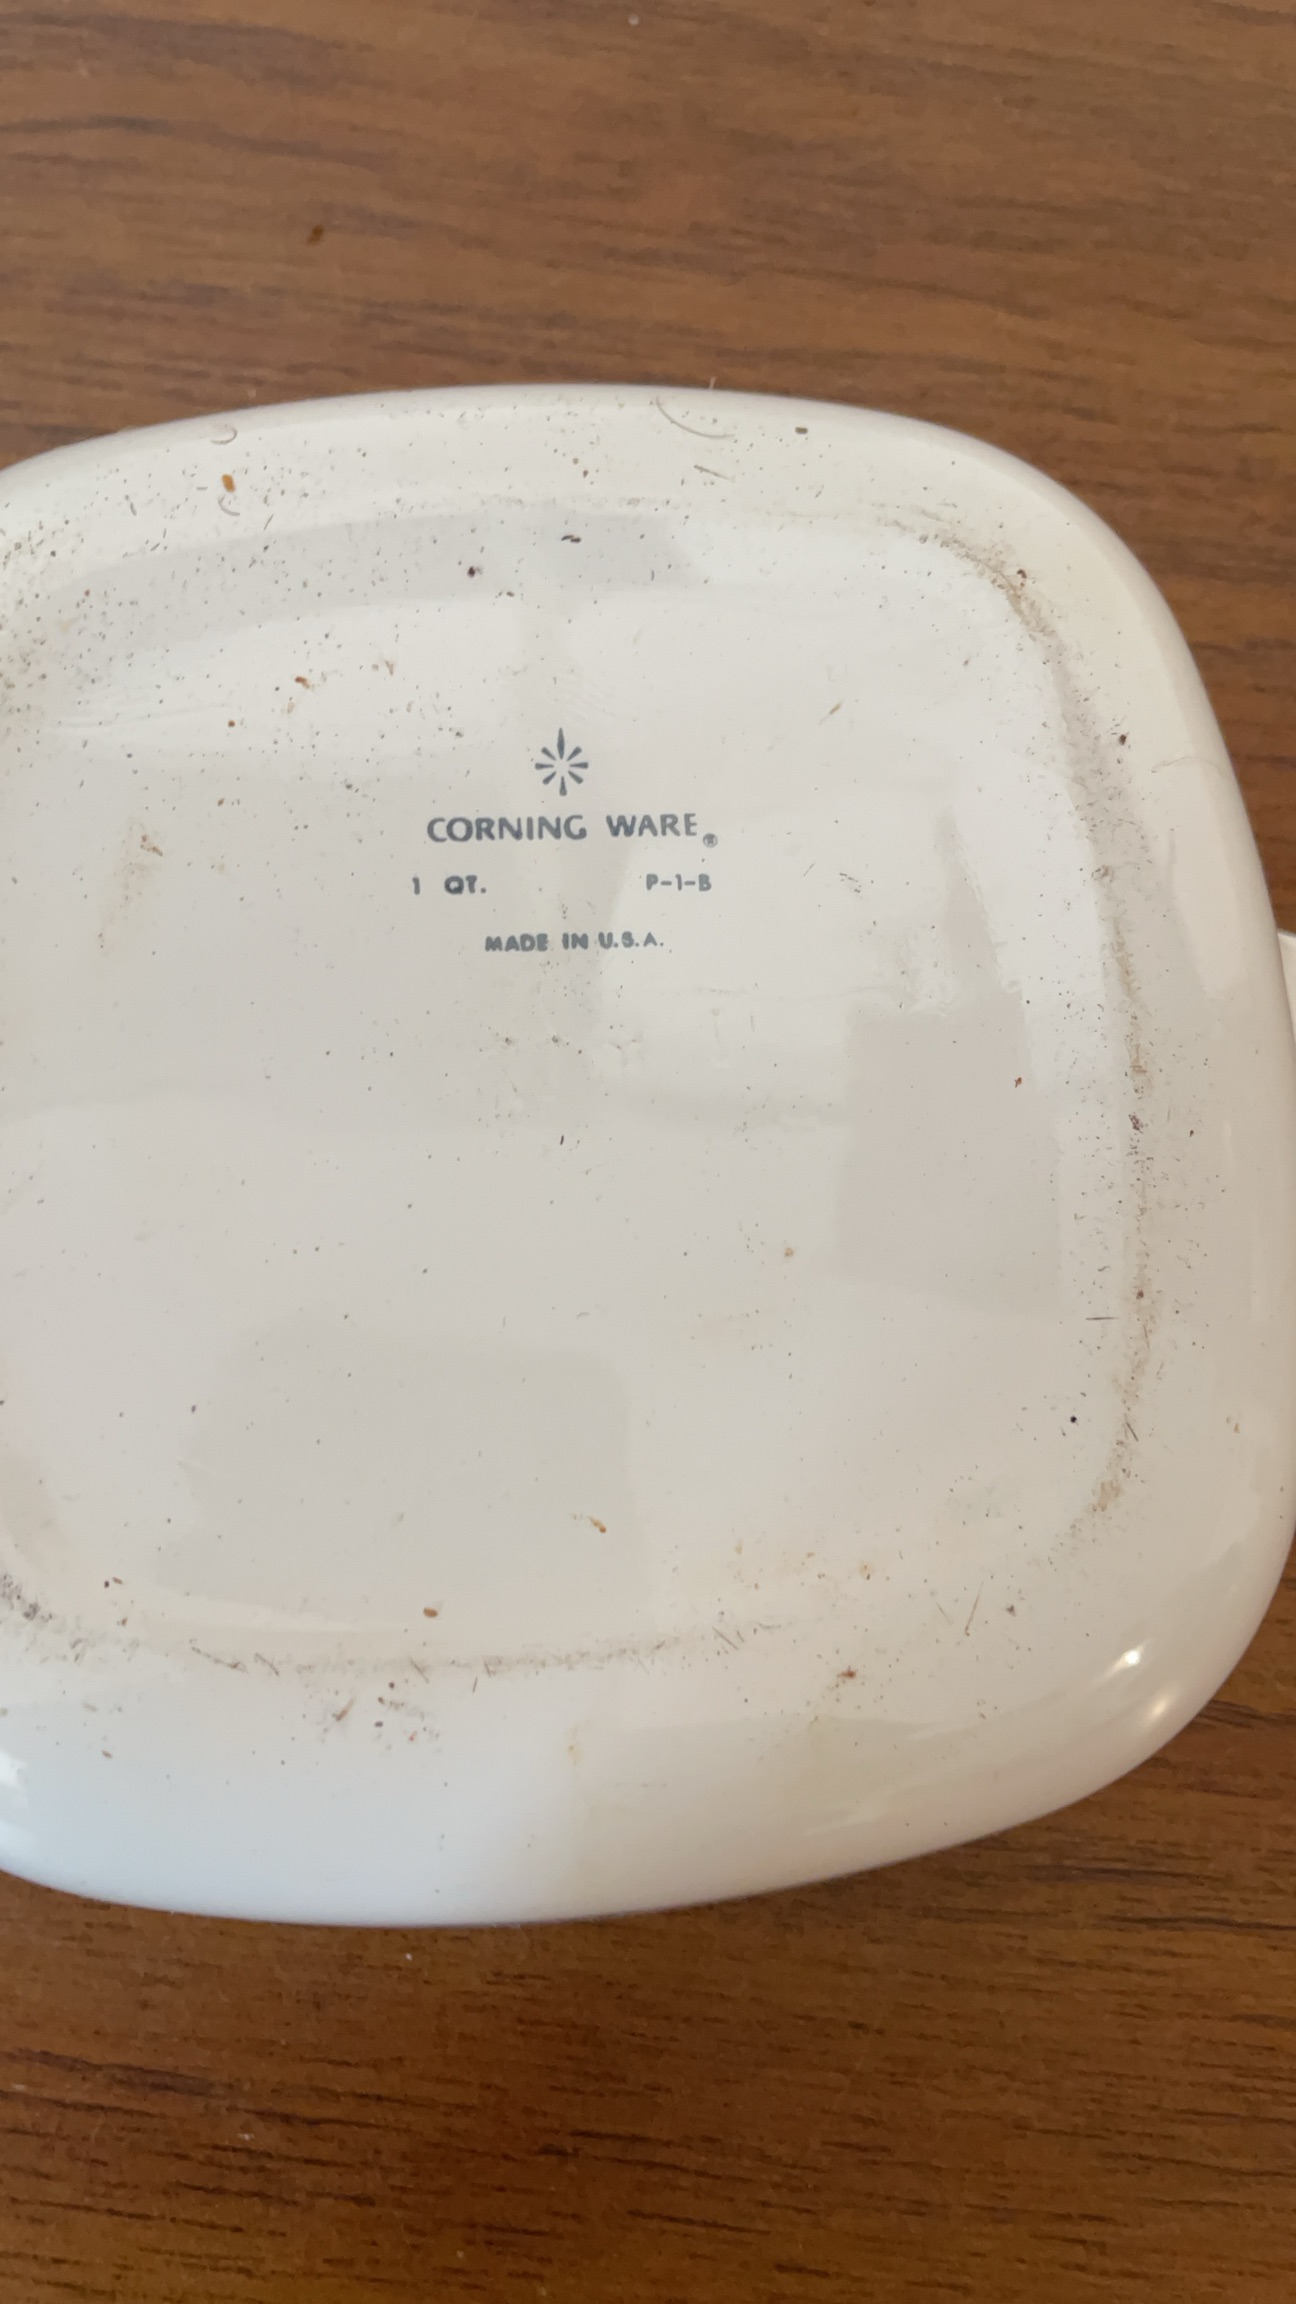 CORNING WARE®
1 QT. P-1-B
MADE IN U.S.A.